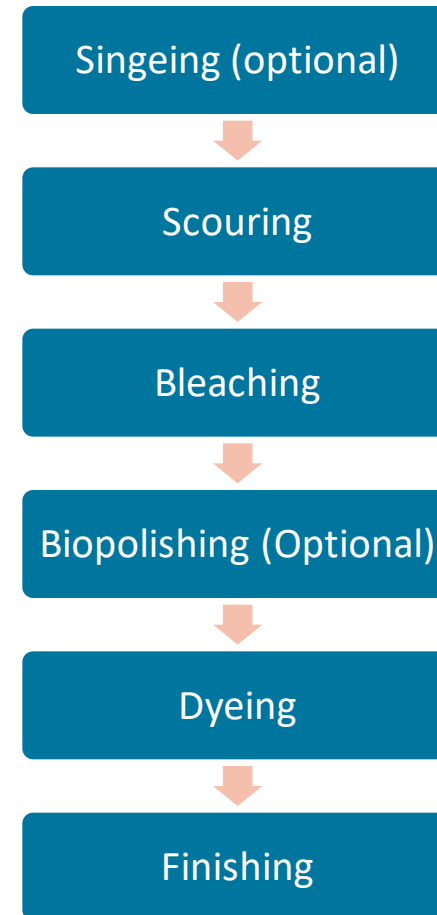 Singeing (optional)
Scouring
Bleaching
Biopolishing (Optional)
Dyeing
Finishing